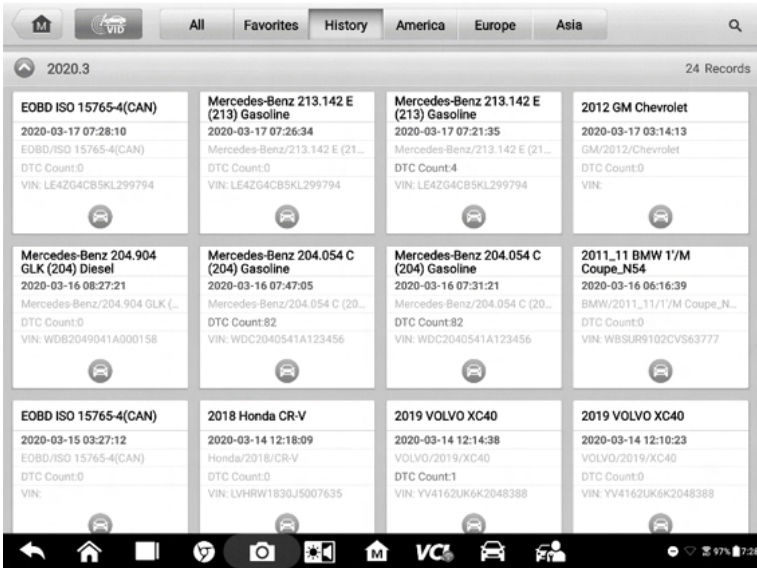 M VID All Favorites History America Europe Asia
2020.3 24 Records
EOBD ISO 15765-4(CAN)
2020-03-17 07:28:10
EOBD/ISO 15765-4(CAN)
DTC Count:0
VIN: LE4ZG4CB5KL299794
Mercedes-Benz 213.142 E
(213) Gasoline
2020-03-17 07:26:34
Mercedes-Benz/213.142 E (21...
DTC Count:0
VIN: LE4ZG4CB5KL299794
Mercedes-Benz 213.142 E
(213) Gasoline
2020-03-17 07:21:35
Mercedes-Benz/213.142 E (21...
DTC Count:4
VIN: LE4ZG4CB5KL299794
2012 GM Chevrolet
2020-03-17 03:14:13
GM/2012/Chevrolet
DTC Count:0
VIN:
Mercedes-Benz 204.904
GLK (204) Diesel
2020-03-16 08:27:21
Mercedes-Benz/204.904 GLK (...
DTC Count:0
VIN: WDB2049041A000158
Mercedes-Benz 204.054 C
(204) Gasoline
2020-03-16 07:47:05
Mercedes-Benz/204.054 C (20...
DTC Count:82
VIN: WDC2040541A123456
Mercedes-Benz 204.054 C
(204) Gasoline
2020-03-16 07:31:21
Mercedes-Benz/204.054 C (20...
DTC Count:82
VIN: WDC2040541A123456
2011_11 BMW 1'/M
Coupe_N54
2020-03-16 06:16:39
BMW/2011_11/1'/M Coupe_N...
DTC Count:0
VIN: WBSUR9102CVS63777
EOBD ISO 15765-4(CAN)
2020-03-15 03:27:12
EOBD/ISO 15765-4(CAN)
DTC Count:0
VIN:
2018 Honda CR-V
2020-03-14 12:18:09
Honda/2018/CR-V
DTC Count:0
VIN: LVHRW1830J5007635
2019 VOLVO XC40
2020-03-14 12:14:38
VOLVO/2019/XC40
DTC Count:1
VIN: YV4162UK6K2048388
2019 VOLVO XC40
2020-03-14 12:10:23
VOLVO/2019/XC40
DTC Count:0
VIN: YV4162UK6K2048388
M VCI 97% 7:28